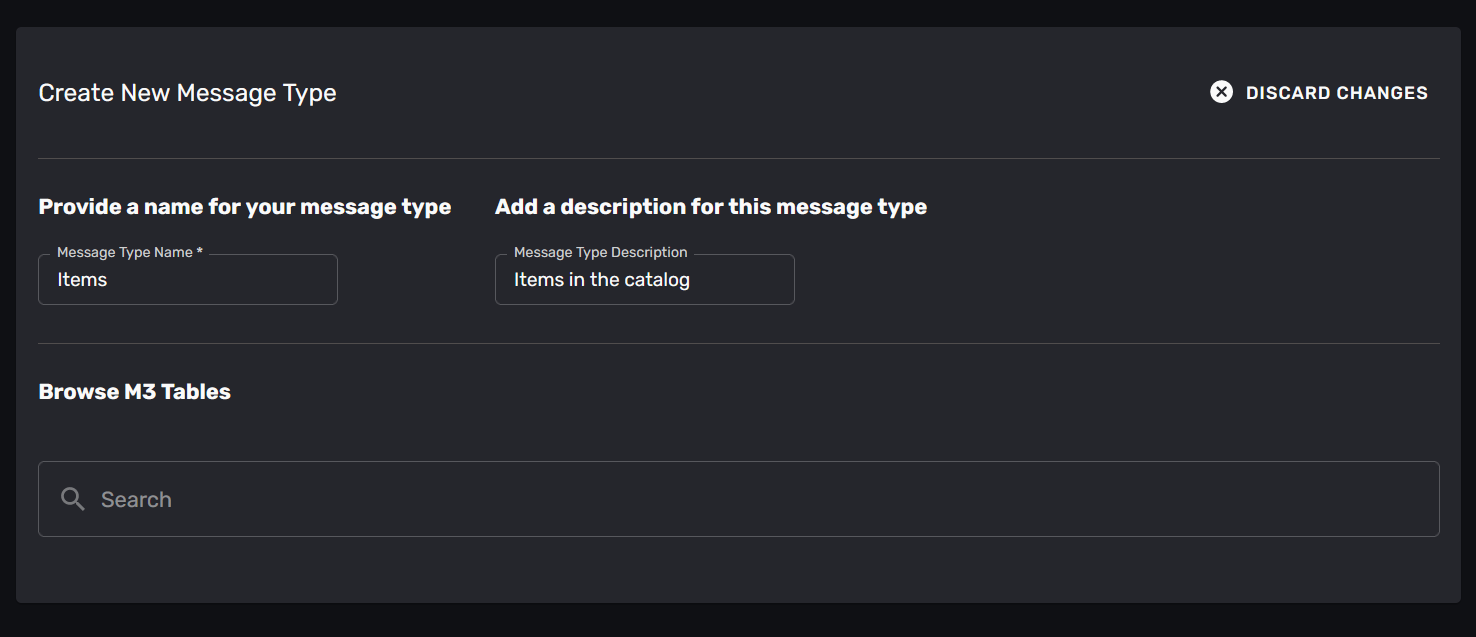 Create New Message Type
DISCARD CHANGES
Provide a name for your message type
Add a description for this message type
Message Type Name *
Message Type Description
Items
Items in the catalog
Browse M3 Tables
Search